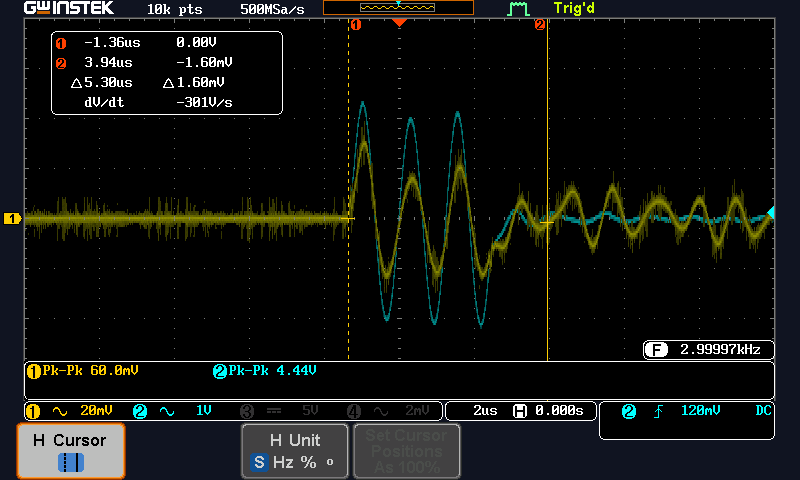 GWINSTEK 10k pts 500MSa/s Trig'd
1 2
1 -1.36us 0.00V
2 3.94us -1.60mV
△5.30us △1.60mV
dV/dt -301V/s
1
F 2.99997kHz
1 Pk-Pk 60.0mV 2 Pk-Pk 4.44V
1 20mV 2 1V 3 5V 4 2mV 2us H 0.000s 2 120mV DC
H Cursor
H Unit
S Hz % °
Set Cursor
Positions
As 100%